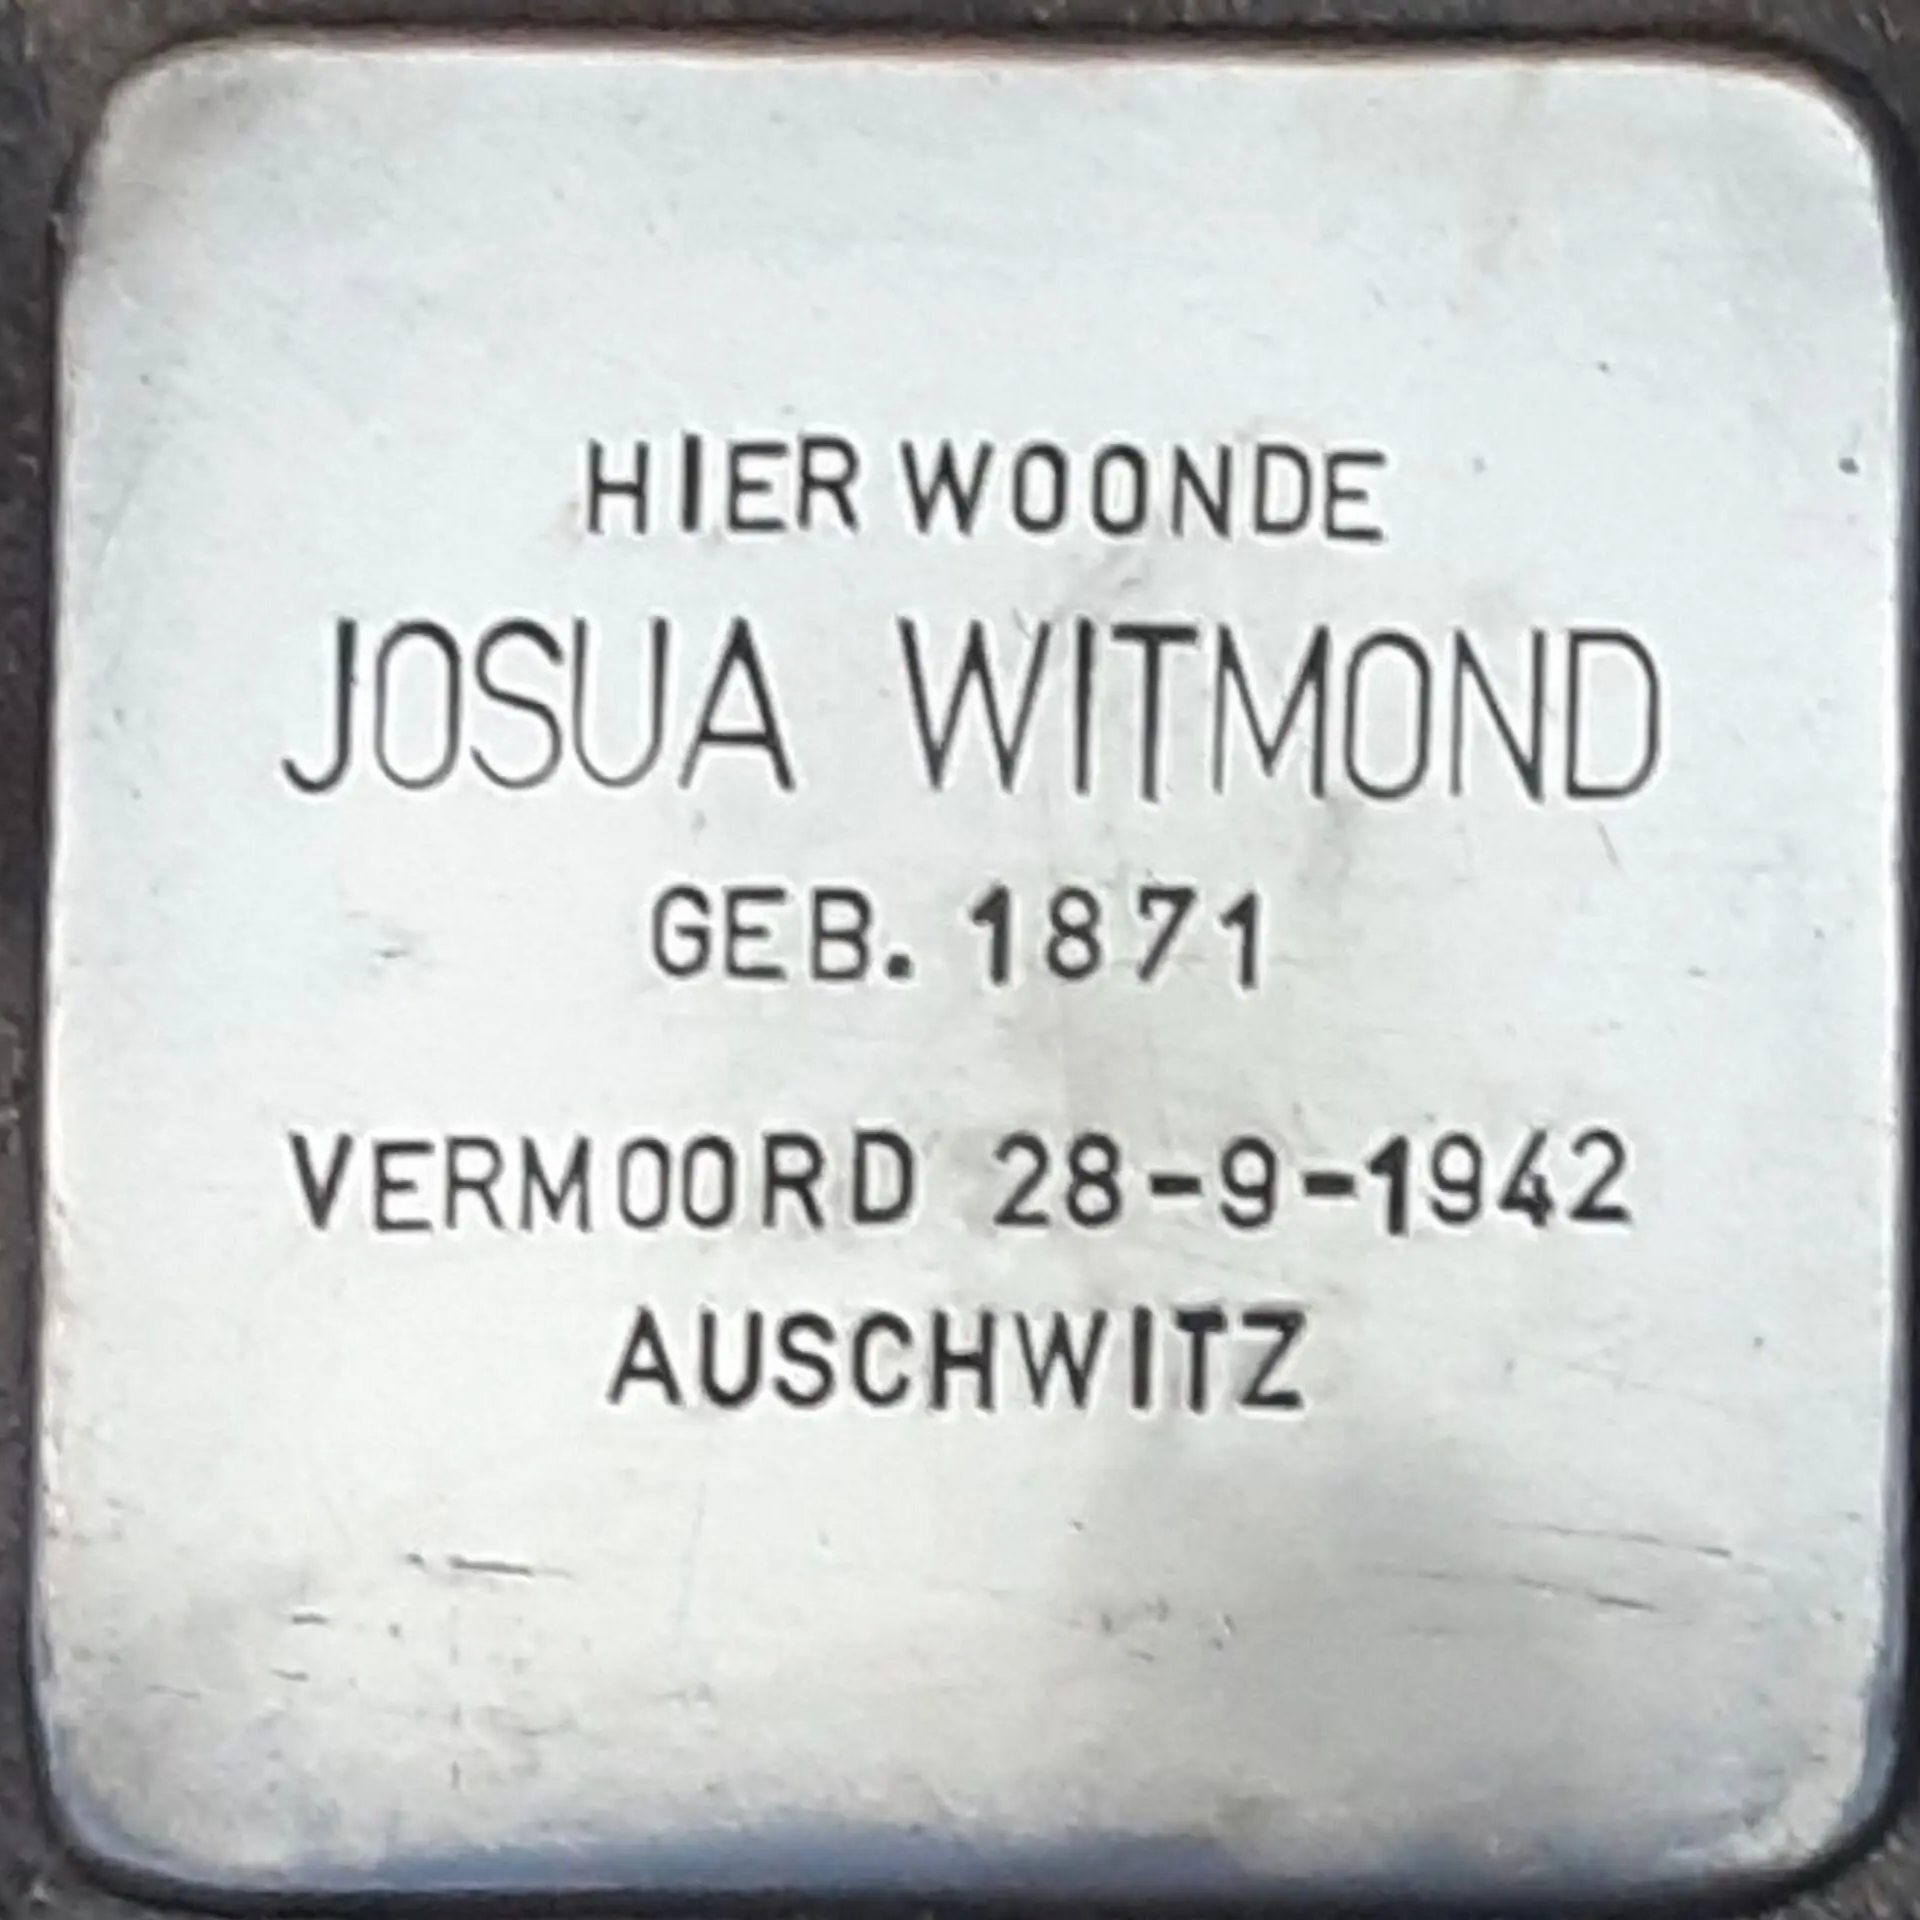 HIER WOONDE
JOSUA WITMOND
GEB. 1871
VERMOORD 28-9-1942
AUSCHWITZ